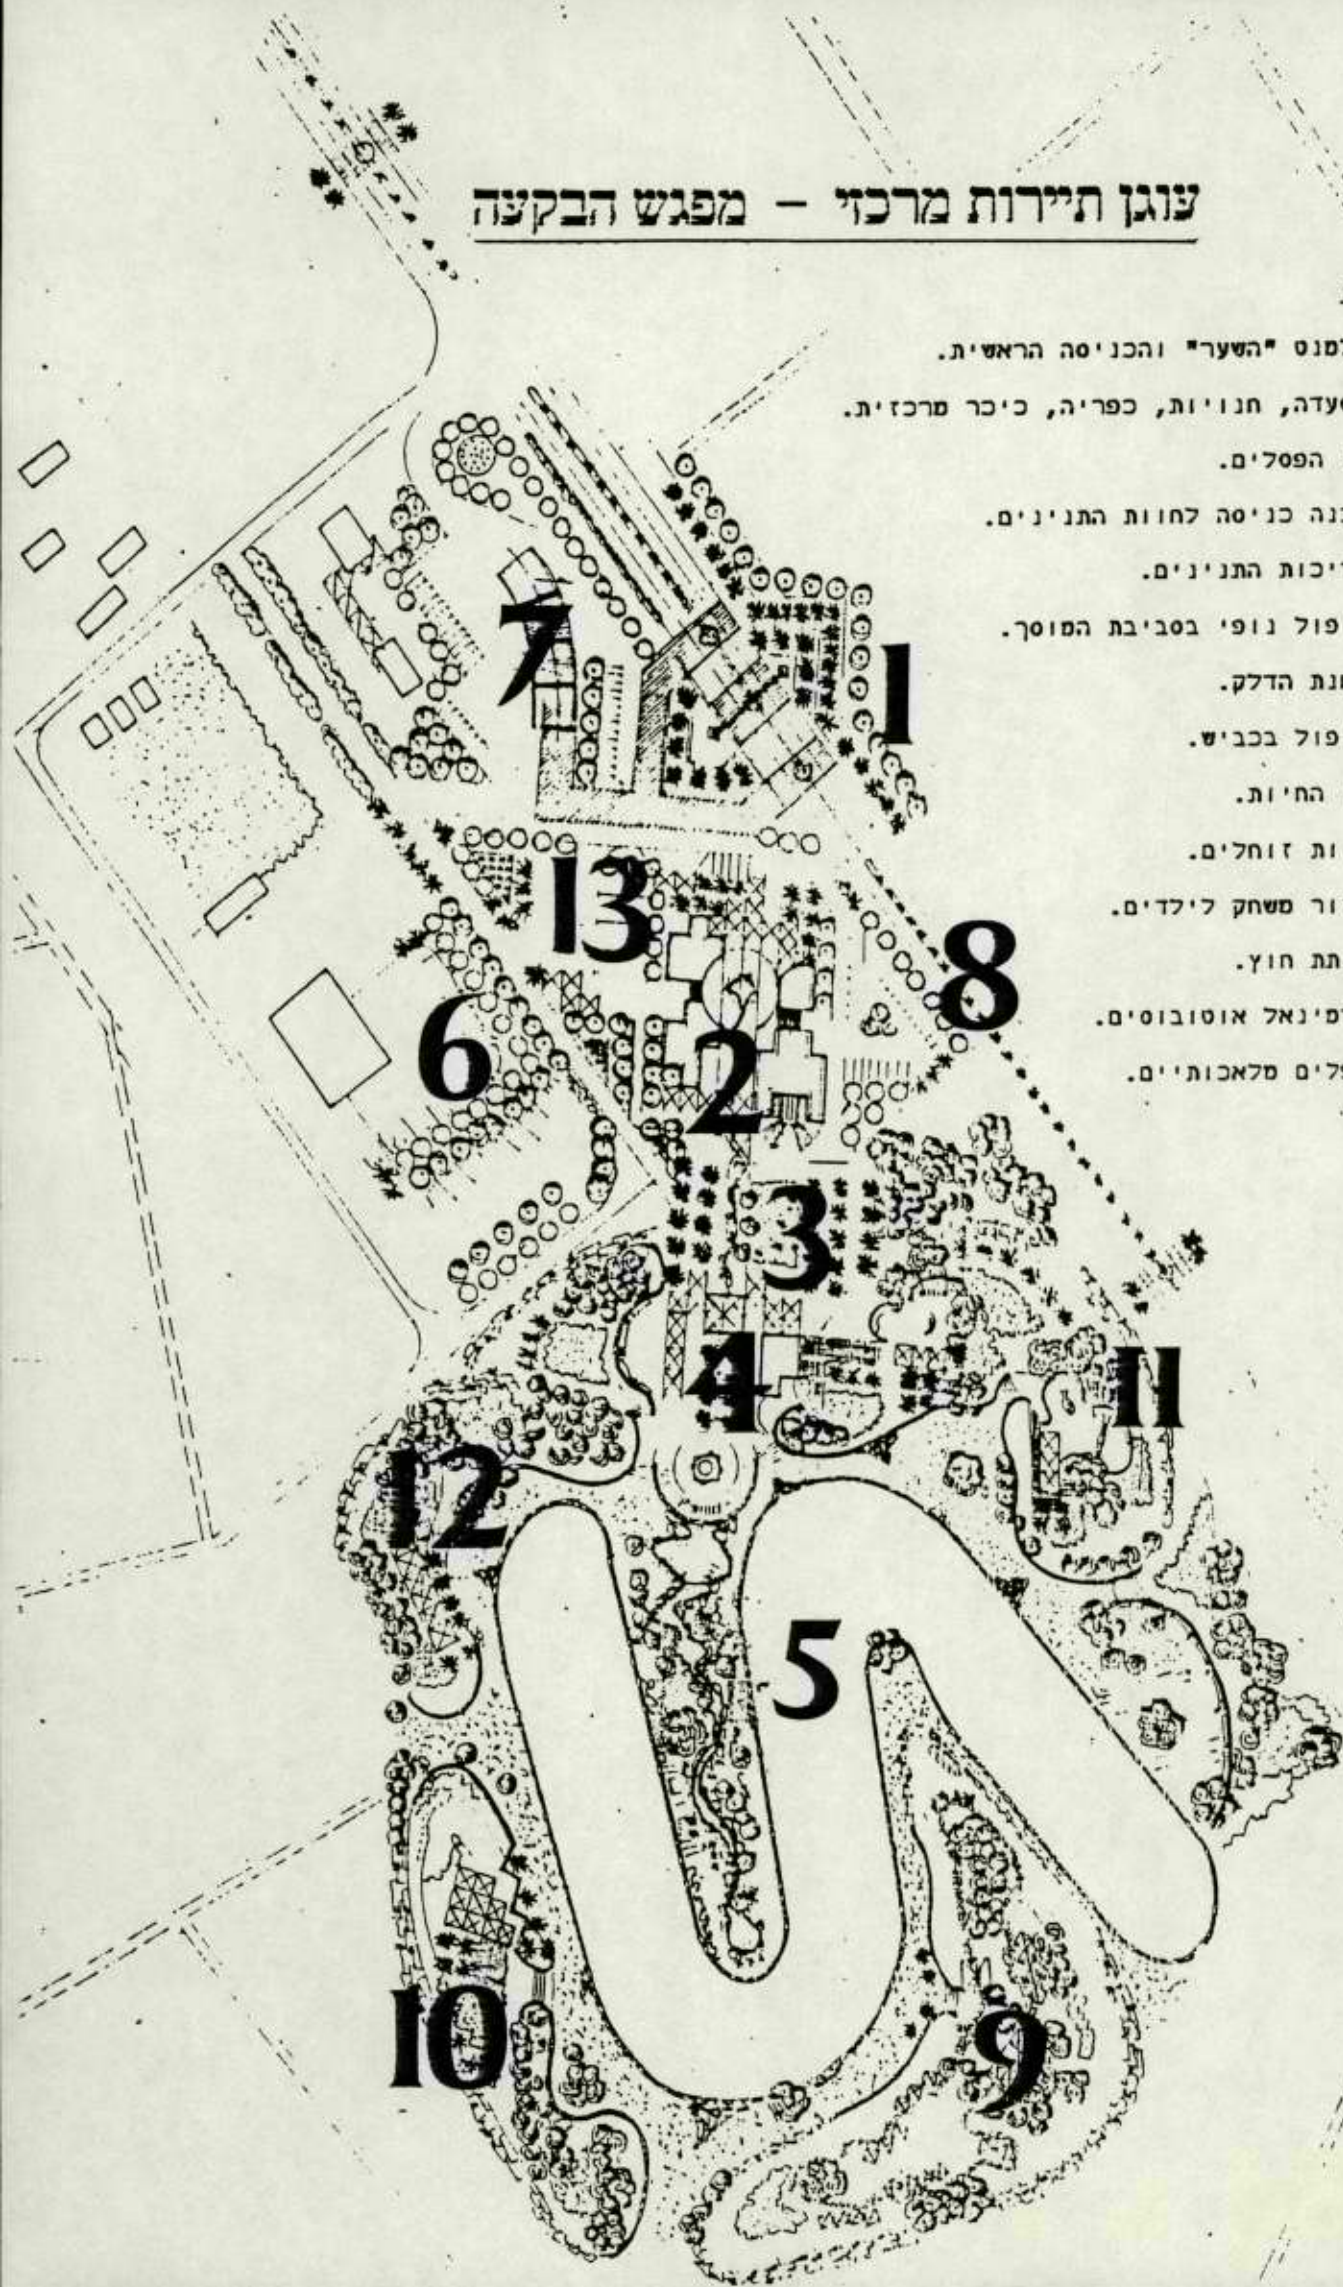 עוגן תיירות מרכזי – מפגש הבקעה
"השער" והכניסה הראשית.
חנויות, כפריה, כיכר מרכזית.
הפסלים.
כניסה לחוות התנינים.
התנינים.
נופי בסביבת המוסך.
הדלק.
בכביש.
החיות.
זוחלים.
משחק לילדים.
חוץ.
אוטובוסים.
מלאכותיים.
7
1
13
8
6
2
3
4
11
12
5
10
9